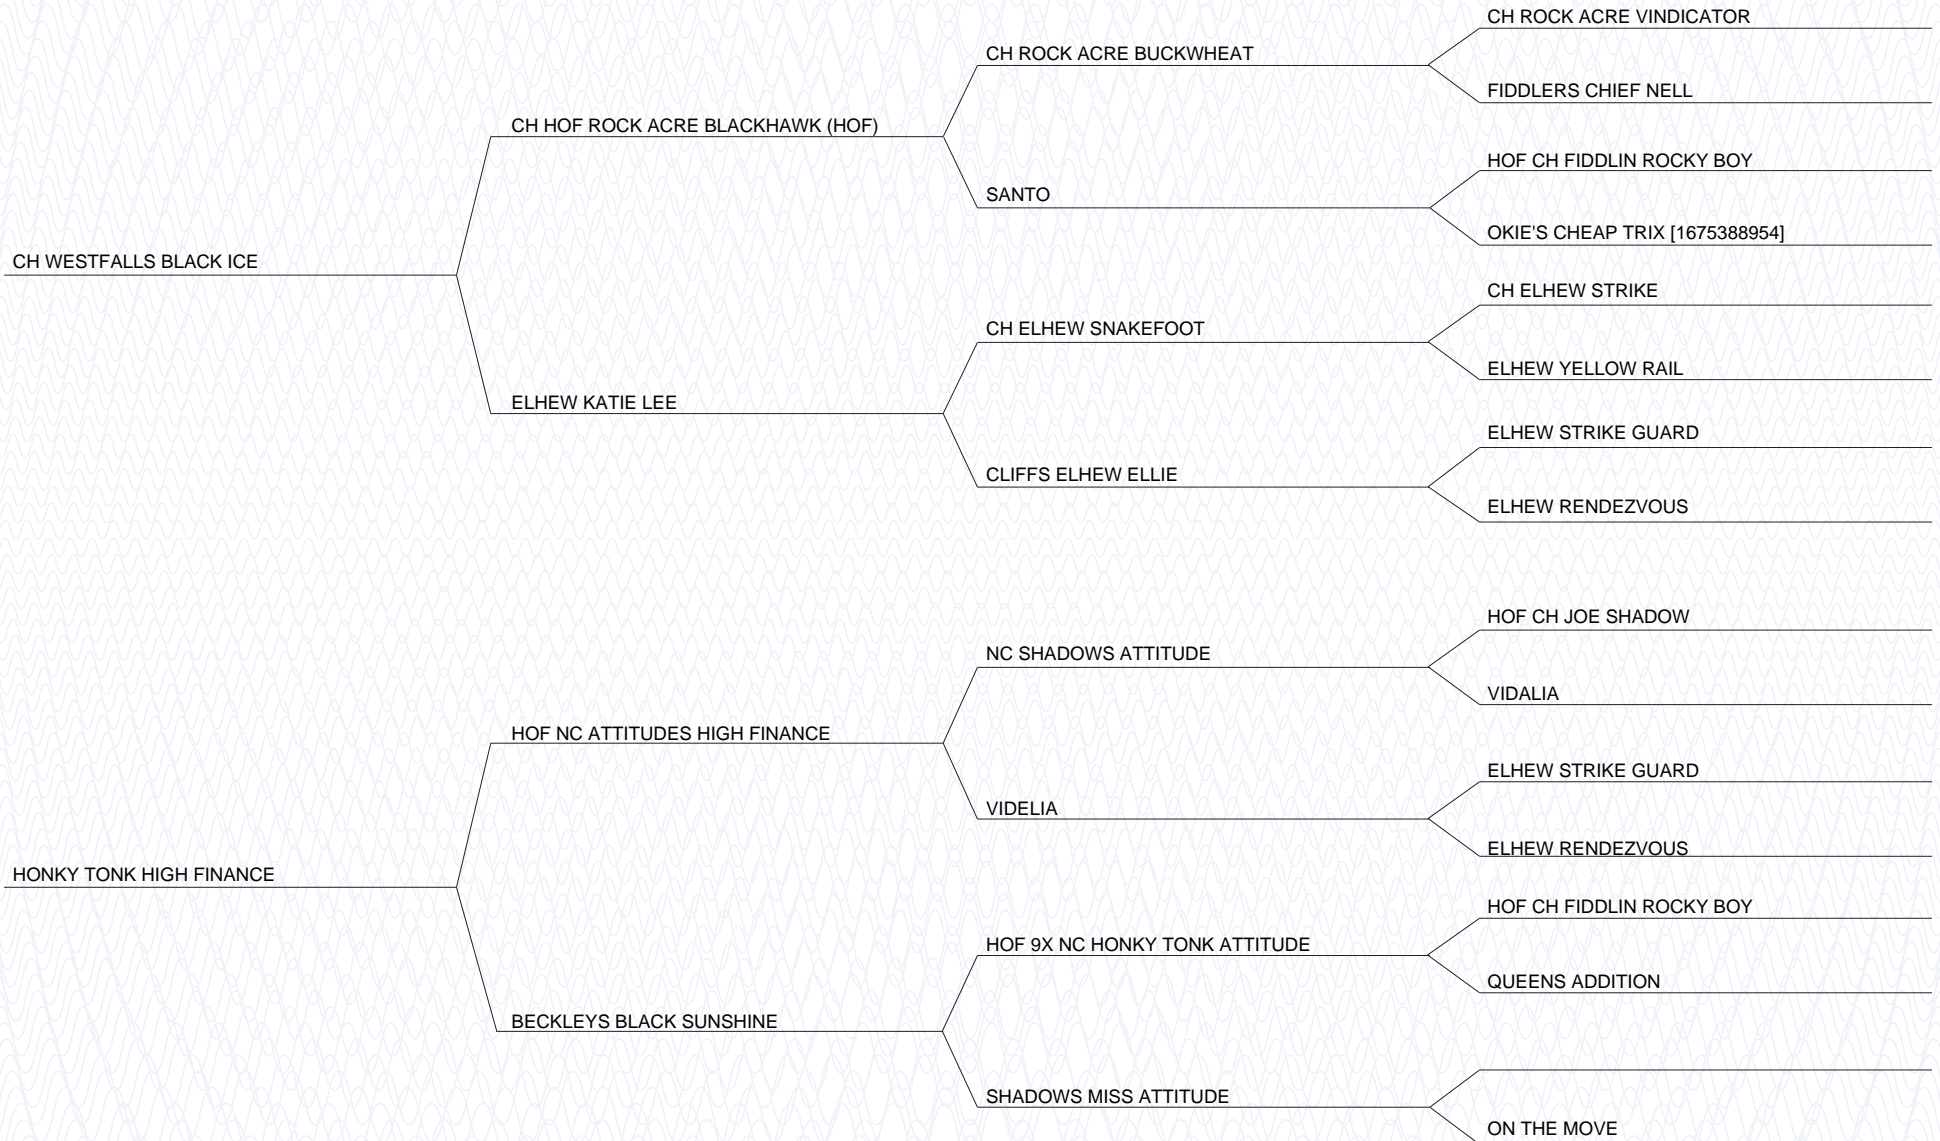 CH ROCK ACRE VINDICATOR
CH ROCK ACRE BUCKWHEAT
FIDDLERS CHIEF NELL
CH HOF ROCK ACRE BLACKHAWK (HOF)
HOF CH FIDDLIN ROCKY BOY
SANTO
OKIE'S CHEAP TRIX [1675388954]
CH WESTFALLS BLACK ICE
CH ELHEW STRIKE
CH ELHEW SNAKEFOOT
ELHEW YELLOW RAIL
ELHEW KATIE LEE
ELHEW STRIKE GUARD
CLIFFS ELHEW ELLIE
ELHEW RENDEZVOUS
HOF CH JOE SHADOW
NC SHADOWS ATTITUDE
VIDALIA
HOF NC ATTITUDES HIGH FINANCE
ELHEW STRIKE GUARD
VIDELIA
ELHEW RENDEZVOUS
HONKY TONK HIGH FINANCE
HOF CH FIDDLIN ROCKY BOY
HOF 9X NC HONKY TONK ATTITUDE
QUEENS ADDITION
BECKLEYS BLACK SUNSHINE
SHADOWS MISS ATTITUDE
ON THE MOVE